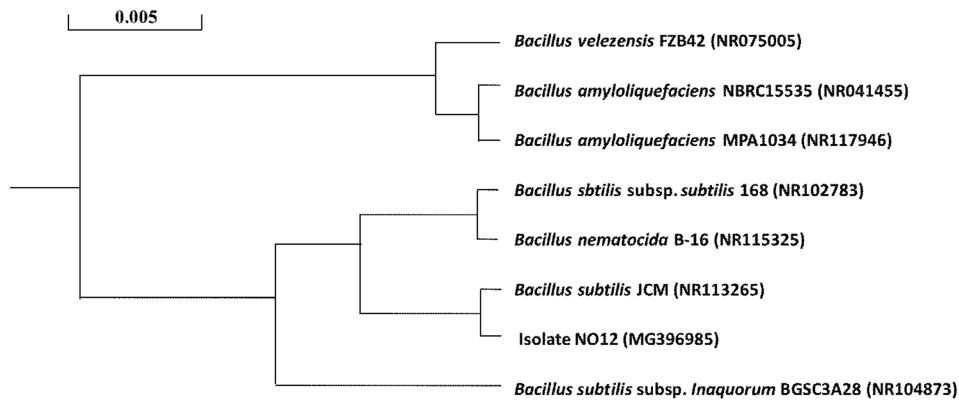 0.005
Bacillus velezensis FZB42 (NR075005)
Bacillus amyloliquefaciens NBRC15535 (NR041455)
Bacillus amyloliquefaciens MPA1034 (NR117946)
Bacillus sbtilis subsp. subtilis 168 (NR102783)
Bacillus nematocida B-16 (NR115325)
Bacillus subtilis JCM (NR113265)
Isolate NO12 (MG396985)
Bacillus subtilis subsp. Inaquorum BGSC3A28 (NR104873)